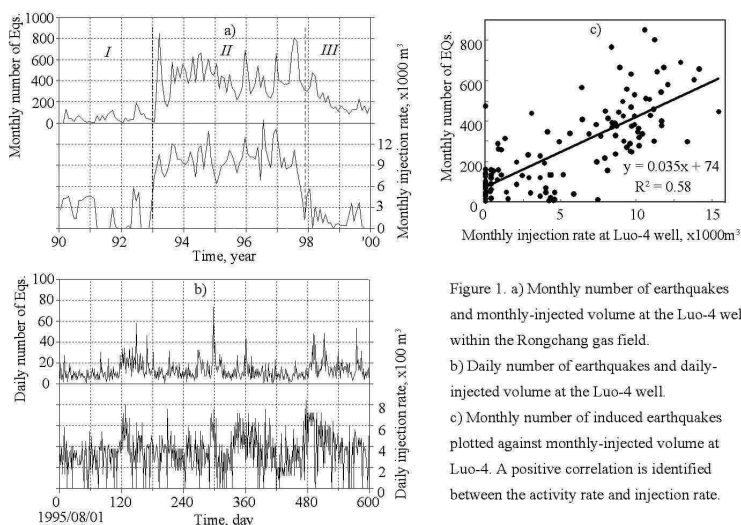 a)
1000
800
600
400
200
0
Monthly number of Eqs.
I
II
III
12
9
6
3
0
Monthly injection rate, x1000 m³
90 92 94 96 98 '00
Time, year
b)
100
80
60
40
20
0
Daily number of Eqs.
8
6
4
2
0
Daily injection rate, x100 m³
0 120 240 360 480 600
1995/08/01
Time, day
c)
800
600
400
200
0
Monthly number of EQs.
y = 0.035x + 74
R² = 0.58
0 5 10 15
Monthly injection rate at Luo-4 well, x1000m³
Figure 1. a) Monthly number of earthquakes
and monthly-injected volume at the Luo-4 wel
within the Rongchang gas field.
b) Daily number of earthquakes and daily-
injected volume at the Luo-4 well.
c) Monthly number of induced earthquakes
plotted against monthly-injected volume at
Luo-4. A positive correlation is identified
between the activity rate and injection rate.